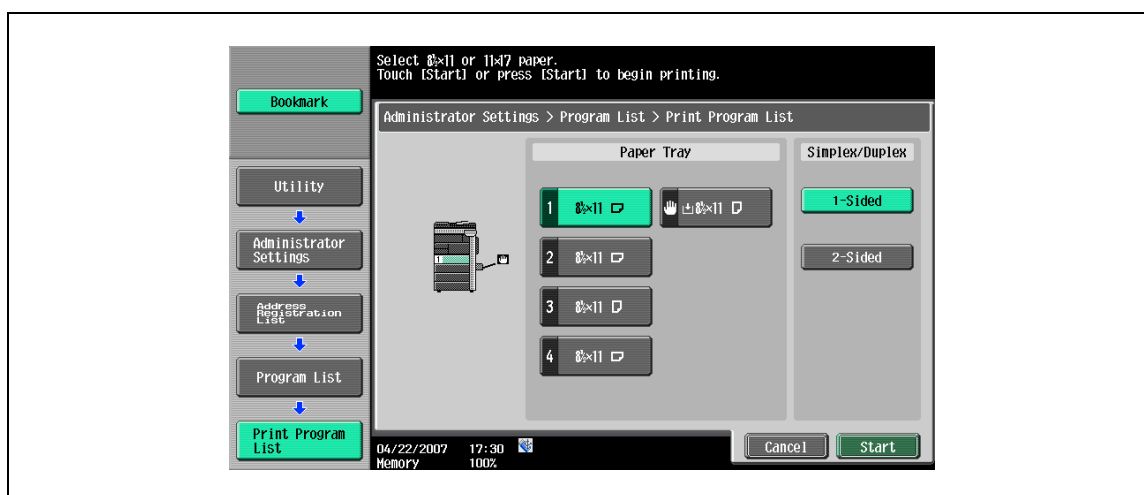 Select 8½×11 or 11×17 paper.
Touch [Start] or press [Start] to begin printing.
Bookmark
Administrator Settings > Program List > Print Program List
Utility
Administrator
Settings
Address
Registration
List
Program List
Print Program
List
Paper Tray
1 8½×11
8½×11
2 8½×11
3 8½×11
4 8½×11
1
Simplex/Duplex
1-Sided
2-Sided
04/22/2007 17:30
Memory 100%
Cancel
Start